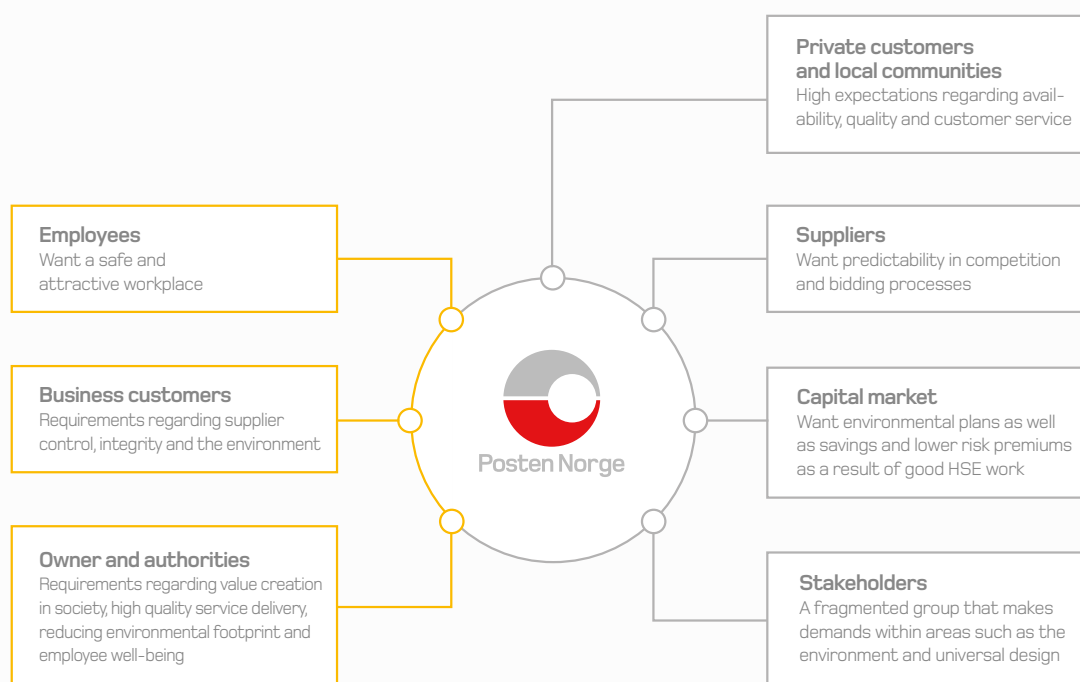 Private customers
and local communities
High expectations regarding avail-
ability, quality and customer service
Employees
Want a safe and
attractive workplace
Suppliers
Want predictability in competition
and bidding processes
Business customers
Requirements regarding supplier
control, integrity and the environment
Posten Norge
Capital market
Want environmental plans as well
as savings and lower risk premiums
as a result of good HSE work
Owner and authorities
Requirements regarding value creation
in society, high quality service delivery,
reducing environmental footprint and
employee well-being
Stakeholders
A fragmented group that makes
demands within areas such as the
environment and universal design